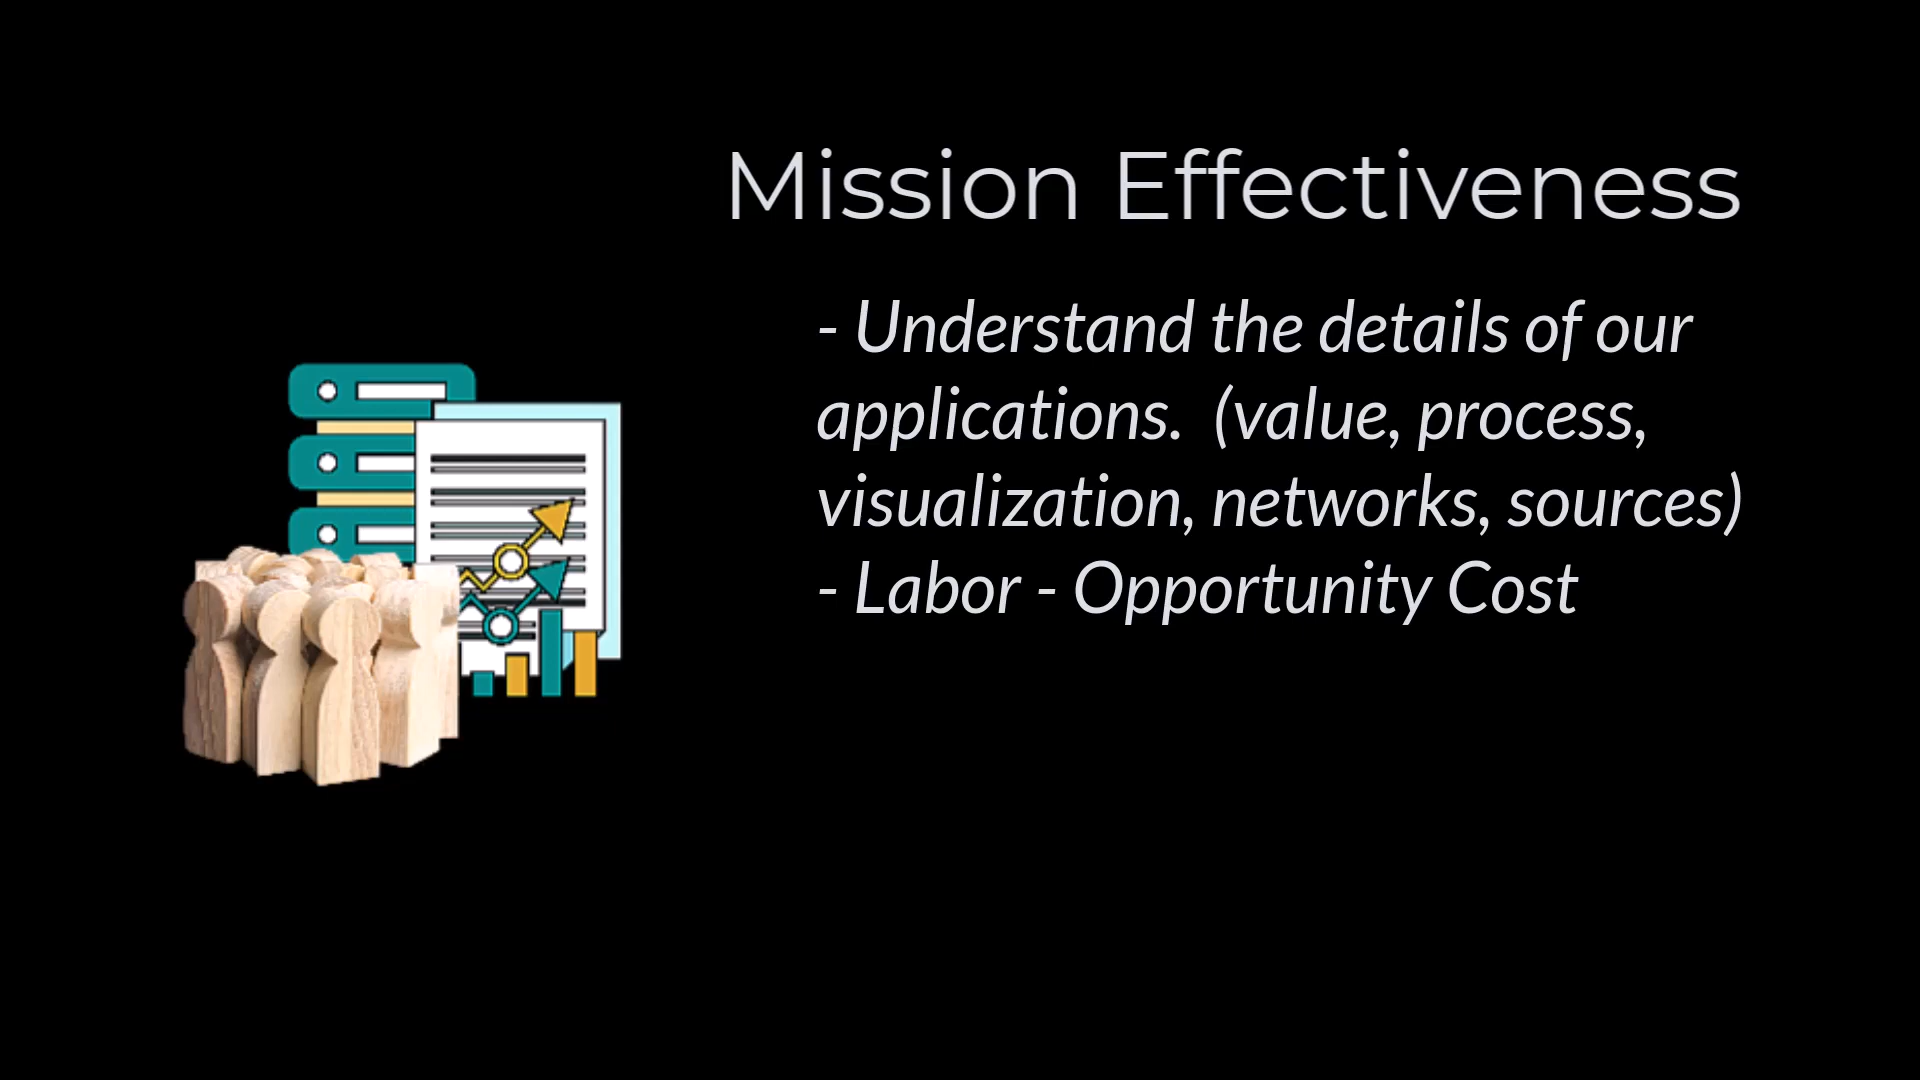 Mission Effectiveness
- Understand the details of our
applications.  (value, process,
visualization, networks, sources)
- Labor - Opportunity Cost